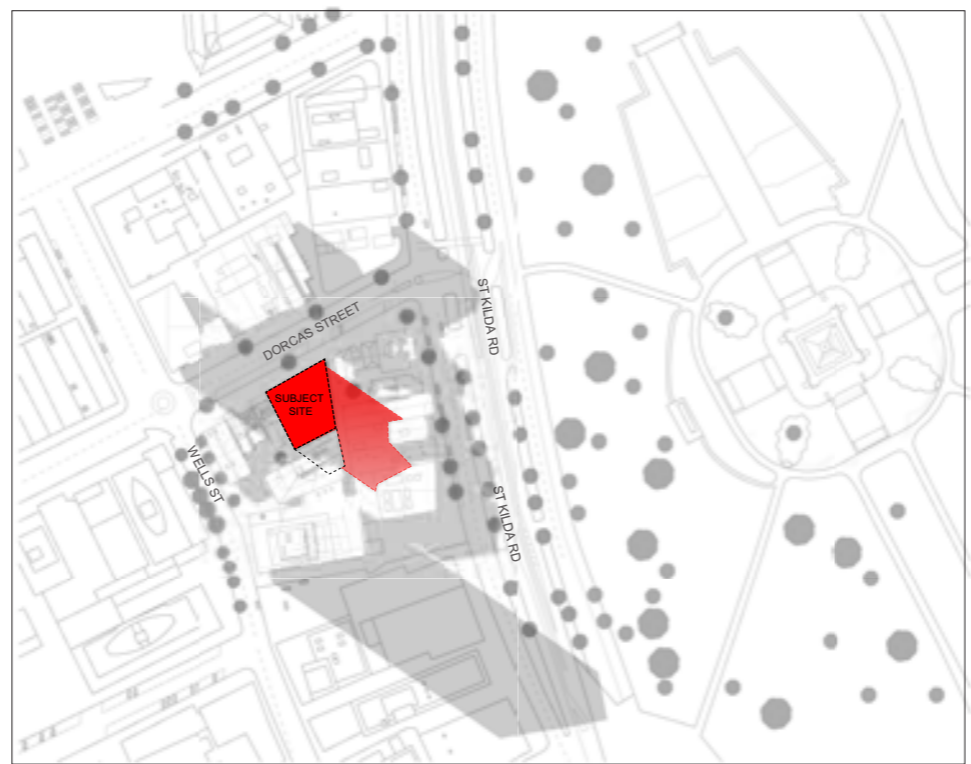 ST KILDA RD
DORCAS STREET
SUBJECT
SITE
WELLS ST
ST KILDA RD